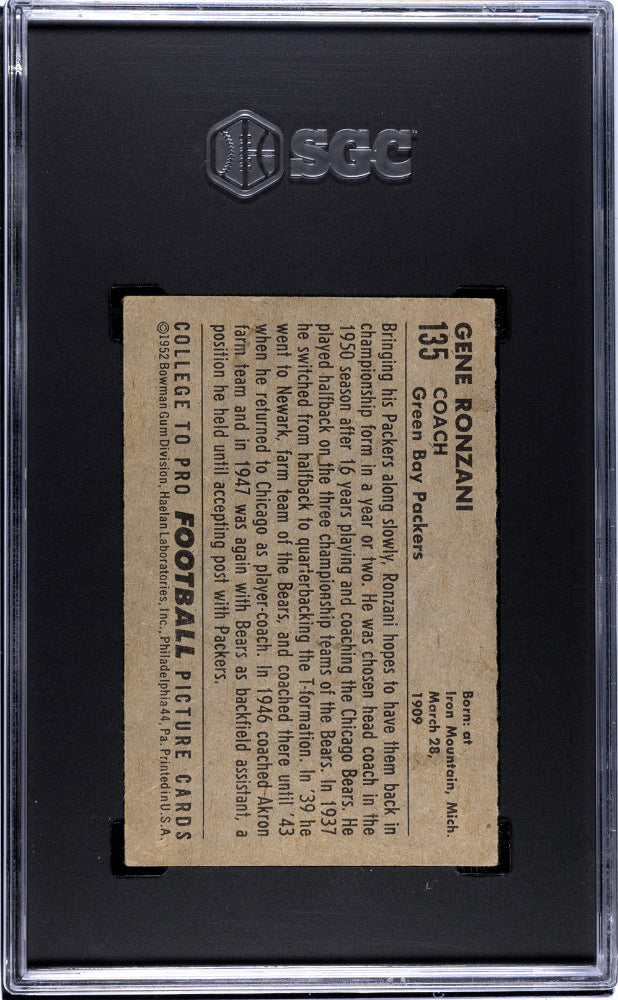 SGC
GENE RONZANI
135 COACH
Green Bay Packers
Born: at
Iron Mountain, Mich.
March 28,
1909
Bringing his Packers along slowly, Ronzani hopes to have them back in
championship form in a year or two. He was chosen head coach in the
1950 season after 16 years playing and coaching the Chicago Bears. He
played halfback on the three championship teams of the Bears. In 1937
he switched from halfback to quarterbacking the T-formation. In '39 he
went to Newark, farm team of the Bears, and coached there until '43
when he returned to Chicago as player-coach. In 1946 coached Akron
farm team and in 1947 was again with Bears as backfield assistant, a
position he held until accepting post with Packers.
COLLEGE TO PRO FOOTBALL PICTURE CARDS
©1952 Bowman Gum Division, Haelan Laboratories, Inc., Philadelphia 44, Pa. Printed in U.S.A.